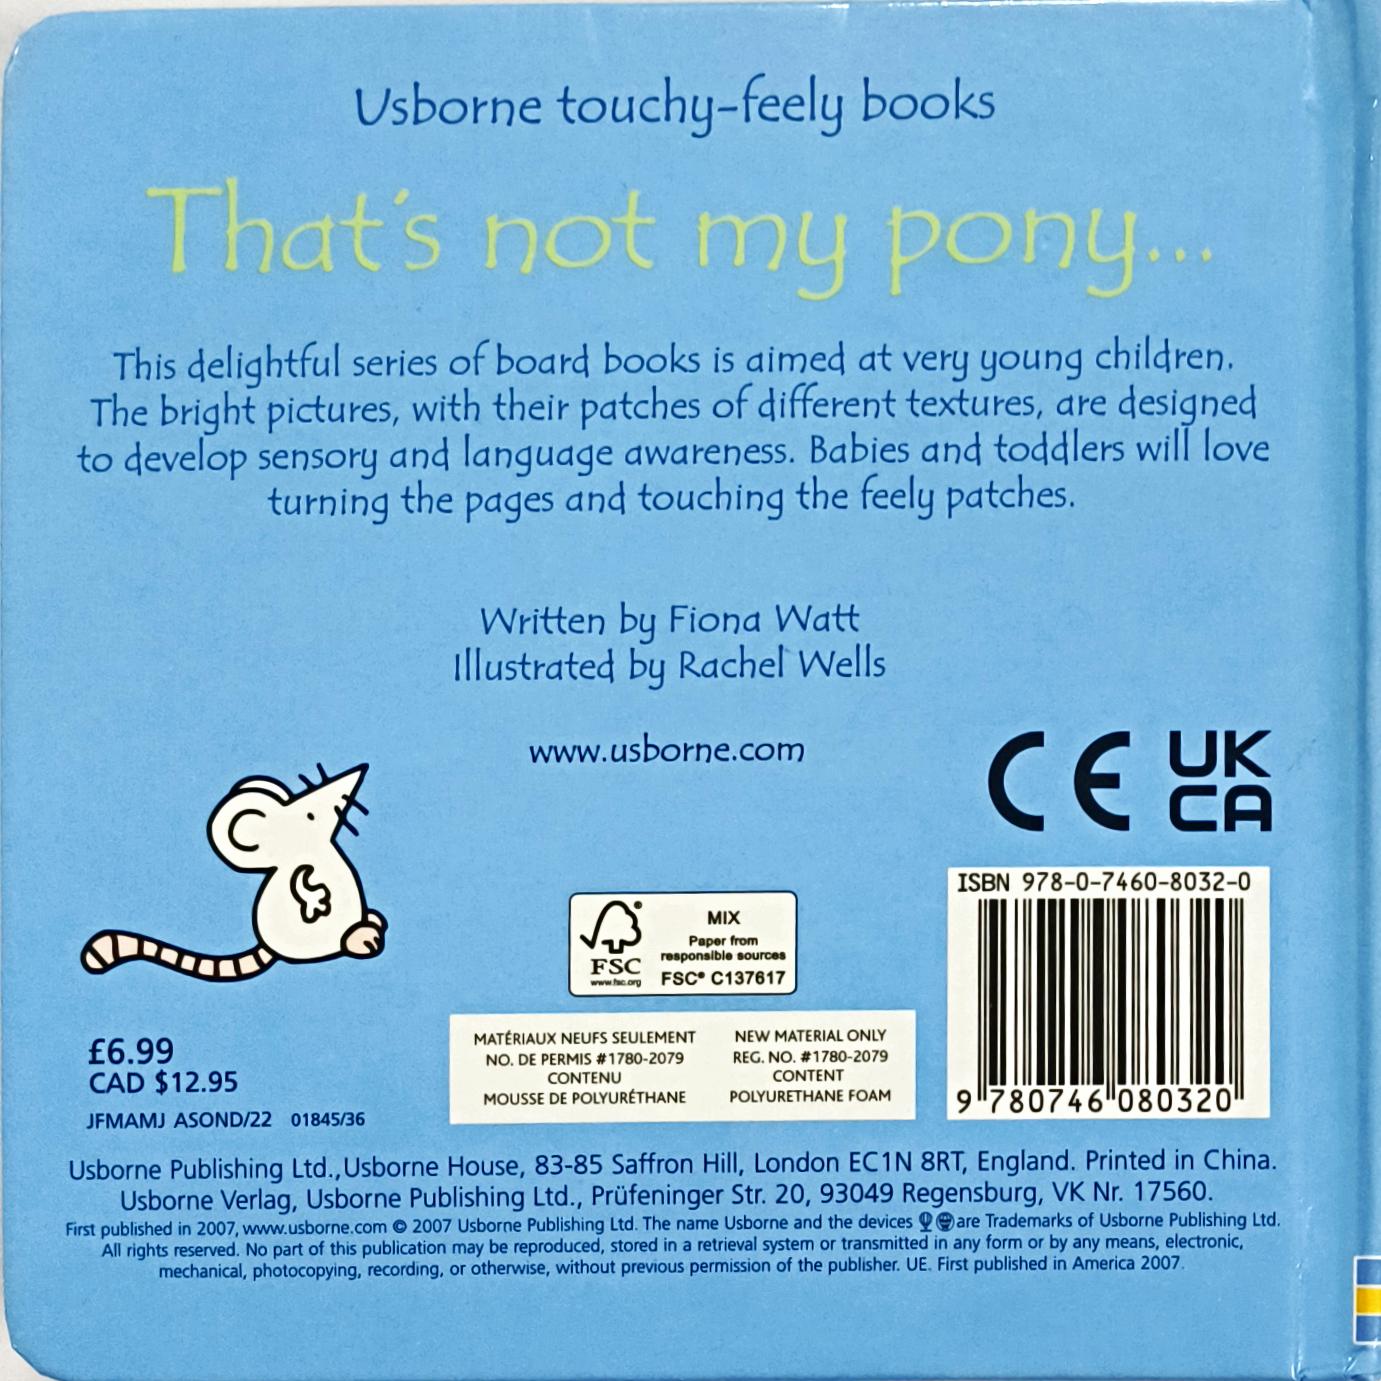 Usborne touchy-feely books
That's not my pony...
This delightful series of board books is aimed at very young children.
The bright pictures, with their patches of different textures, are designed
to develop sensory and language awareness. Babies and toddlers will love
turning the pages and touching the feely patches.
Written by Fiona Watt
Illustrated by Rachel Wells
www.usborne.com
CE
UK
CA
ISBN 978-0-7460-8032-0
9 780746 080320
FSC®
www.fsc.org
MIX
Paper from
responsible sources
FSC® C137617
MATÉRIAUX NEUFS SEULEMENT
NO. DE PERMIS #1780-2079
CONTENU
MOUSSE DE POLYURÉTHANE
NEW MATERIAL ONLY
REG. NO. #1780-2079
CONTENT
POLYURETHANE FOAM
£6.99
CAD $12.95
JFMAMJ ASOND/22 01845/36
Usborne Publishing Ltd., Usborne House, 83-85 Saffron Hill, London EC1N 8RT, England. Printed in China.
Usborne Verlag, Usborne Publishing Ltd., Prüfeninger Str. 20, 93049 Regensburg, VK Nr. 17560.
First published in 2007, www.usborne.com © 2007 Usborne Publishing Ltd. The name Usborne and the devices are Trademarks of Usborne Publishing Ltd.
All rights reserved. No part of this publication may be reproduced, stored in a retrieval system or transmitted in any form or by any means, electronic,
mechanical, photocopying, recording, or otherwise, without previous permission of the publisher. UE. First published in America 2007.